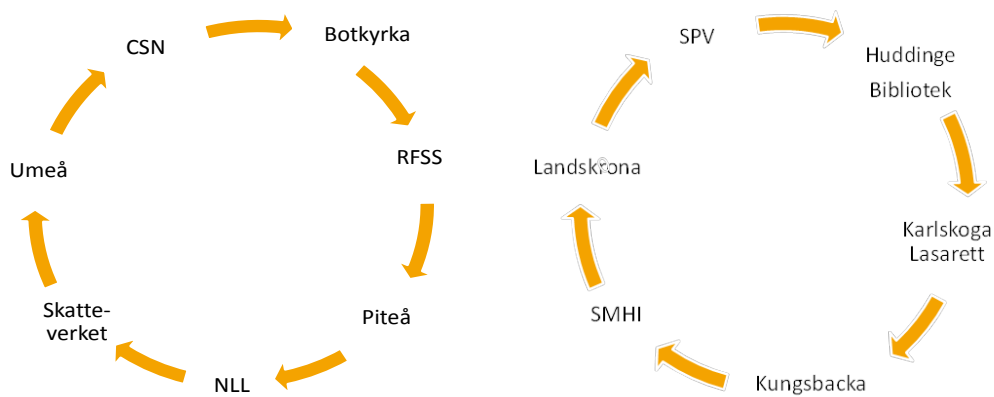 CSN
Botkyrka
RFSS
Piteå
NLL
Skatte-
verket
Umeå
SPV
Huddinge
Bibliotek
Karlskoga
Lasarett
Kungsbacka
SMHI
Landskrona